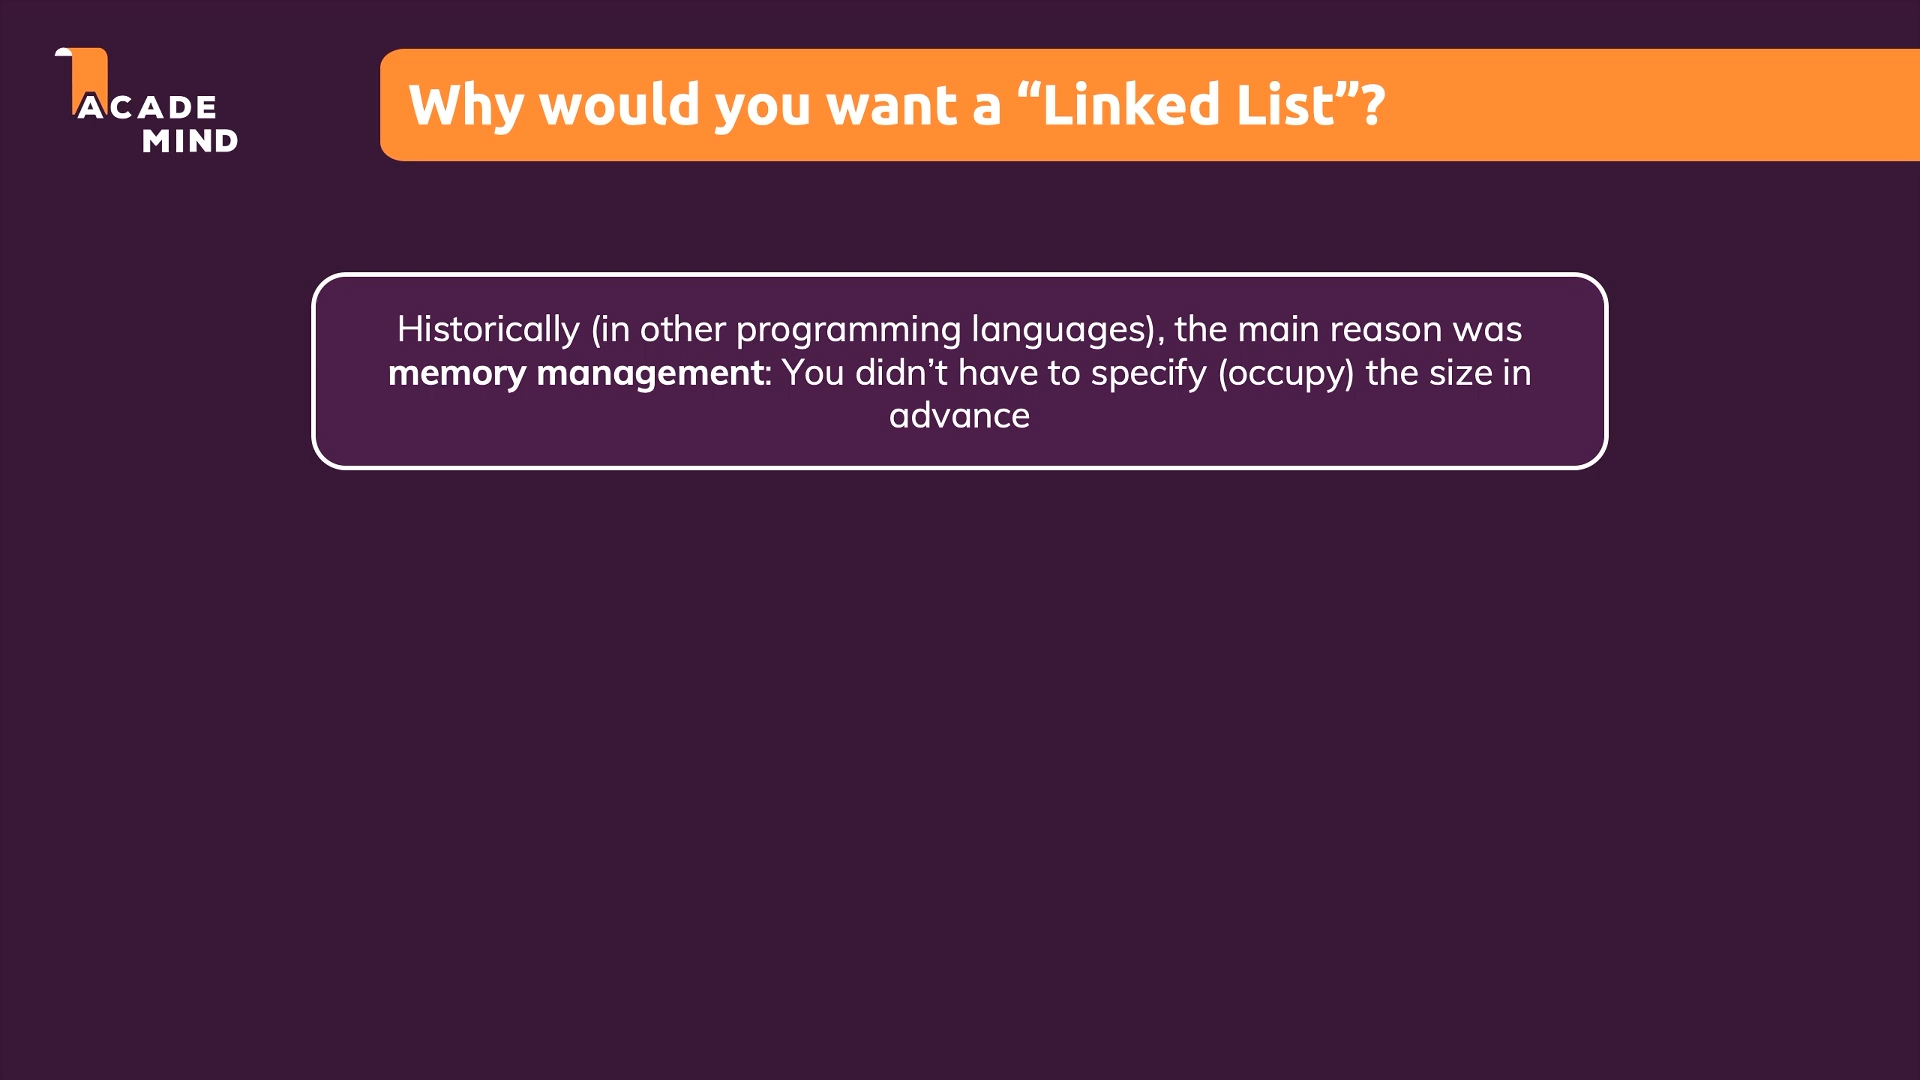 ACADE
MIND
Why would you want a “Linked List”?
Historically (in other programming languages), the main reason was
memory management: You didn’t have to specify (occupy) the size in
advance